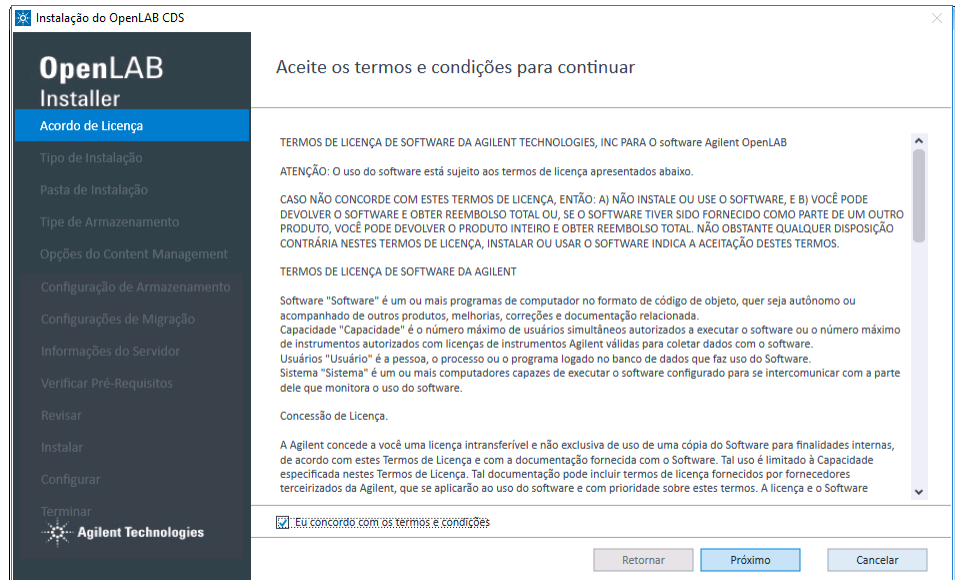 Instalação do OpenLAB CDS
OpenLAB
Installer
Acordo de Licença
Tipo de Instalação
Pasta de Instalação
Tipe de Armazenamento
Opções do Content Management
Configuração de Armazenamento
Configurações de Migração
Informações do Servidor
Verificar Pré-Requisitos
Revisar
Instalar
Configurar
Terminar
Agilent Technologies
Aceite os termos e condições para continuar
TERMOS DE LICENÇA DE SOFTWARE DA AGILENT TECHNOLOGIES, INC PARA O software Agilent OpenLAB
ATENÇÃO: O uso do software está sujeito aos termos de licença apresentados abaixo.
CASO NÃO CONCORDE COM ESTES TERMOS DE LICENÇA, ENTÃO: A) NÃO INSTALE OU USE O SOFTWARE, E B) VOCÊ PODE
DEVOLVER O SOFTWARE E OBTER REEMBOLSO TOTAL OU, SE O SOFTWARE TIVER SIDO FORNECIDO COMO PARTE DE UM OUTRO
PRODUTO, VOCÊ PODE DEVOLVER O PRODUTO INTEIRO E OBTER REEMBOLSO TOTAL. NÃO OBSTANTE QUALQUER DISPOSIÇÃO
CONTRÁRIA NESTES TERMOS DE LICENÇA, INSTALAR OU USAR O SOFTWARE INDICA A ACEITAÇÃO DESTES TERMOS.
TERMOS DE LICENÇA DE SOFTWARE DA AGILENT
Software "Software" é um ou mais programas de computador no formato de código de objeto, quer seja autônomo ou
acompanhado de outros produtos, melhorias, correções e documentação relacionada.
Capacidade "Capacidade" é o número máximo de usuários simultâneos autorizados a executar o software ou o número máximo
de instrumentos autorizados com licenças de instrumentos Agilent válidas para coletar dados com o software.
Usuários "Usuário" é a pessoa, o processo ou o programa logado no banco de dados que faz uso do Software.
Sistema "Sistema" é um ou mais computadores capazes de executar o software configurado para se intercomunicar com a parte
dele que monitora o uso do software.
Concessão de Licença.
A Agilent concede a você uma licença intransferível e não exclusiva de uso de uma cópia do Software para finalidades internas,
de acordo com estes Termos de Licença e com a documentação fornecida com o Software. Tal uso é limitado à Capacidade
especificada nestes Termos de Licença. Tal documentação pode incluir termos de licença fornecidos por fornecedores
terceirizados da Agilent, que se aplicarão ao uso do software e com prioridade sobre estes termos. A licença e o Software
Eu concordo com os termos e condições
Retornar
Próximo
Cancelar